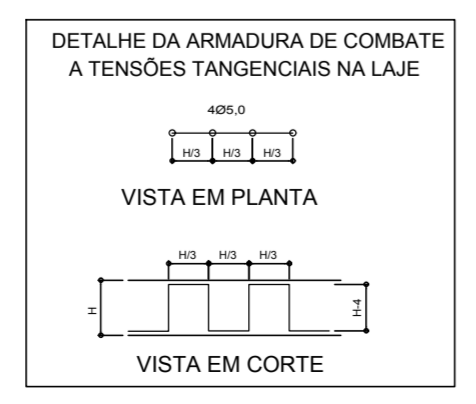 DETALHE DA ARMADURA DE COMBATE
A TENSÕES TANGENCIAIS NA LAJE
4Ø5,0
H/3 H/3 H/3
VISTA EM PLANTA
H/3 H/3 H/3
H
H-4
VISTA EM CORTE